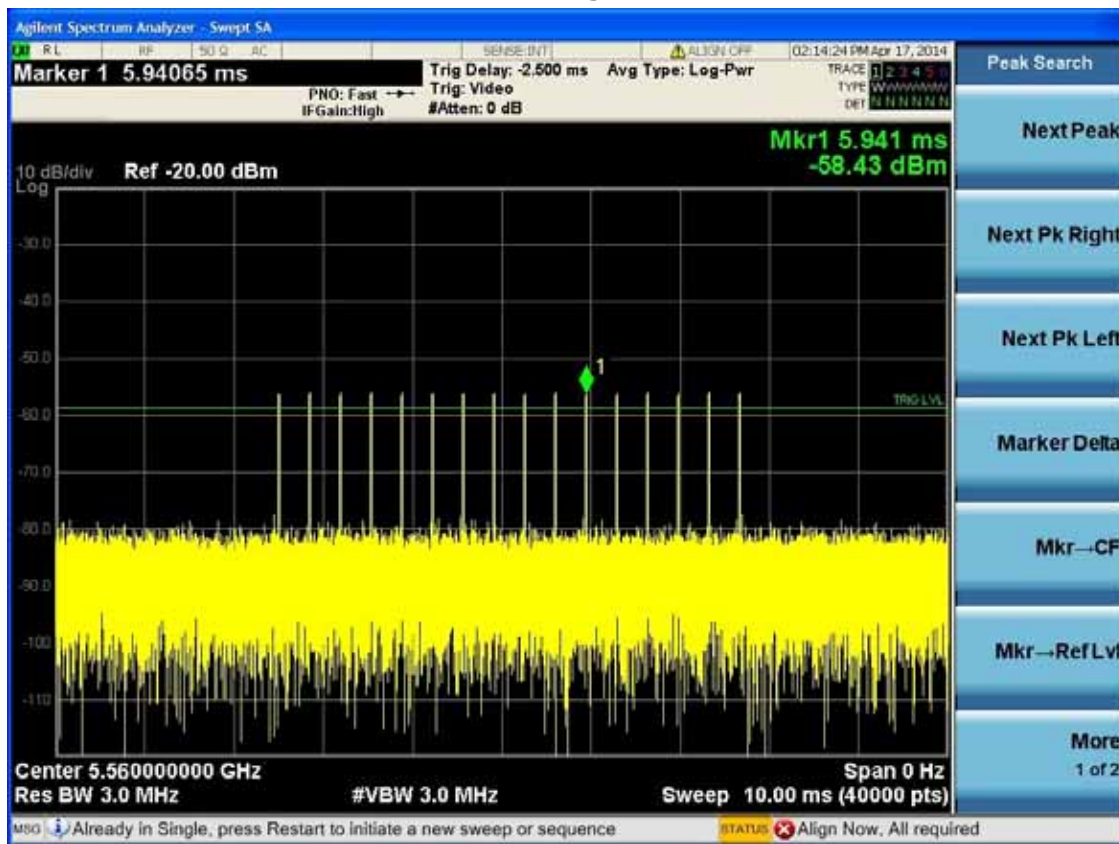 Agilent Spectrum Analyzer - Swept SA
RL RF 50 Ω AC SENSE:INT ALIGN OFF 02:14:24 PM Apr 17, 2014
Marker 1 5.94065 ms
PNO: Fast
IFGain:High
Trig Delay: -2.500 ms
Trig: Video
#Atten: 0 dB
Avg Type: Log-Pwr
TRACE 1 2 3 4 5 6
TYPE
DET N N N N N N
Mkr1 5.941 ms
-58.43 dBm
10 dB/div
Log
Ref -20.00 dBm
-30.0
-40.0
-50.0
-60.0
-70.0
-80.0
-90.0
-100
-110
1
TRIG LVL
Center 5.560000000 GHz
Span 0 Hz
Res BW 3.0 MHz
#VBW 3.0 MHz
Sweep 10.00 ms (40000 pts)
MSG Already in Single, press Restart to initiate a new sweep or sequence
STATUS Align Now, All required
Peak Search
Next Peak
Next Pk Right
Next Pk Left
Marker Delta
Mkr→CF
Mkr→Ref Lvl
More
1 of 2